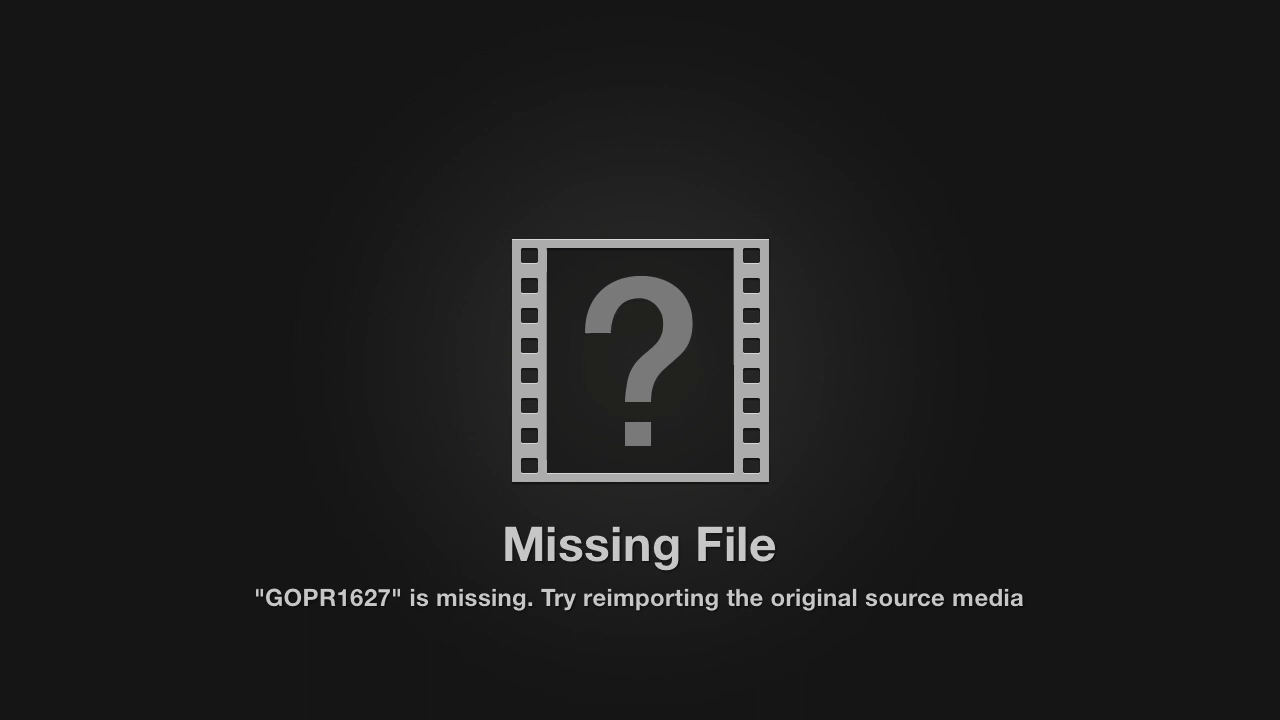 ?
Missing File
"GOPR1627" is missing. Try reimporting the original source media